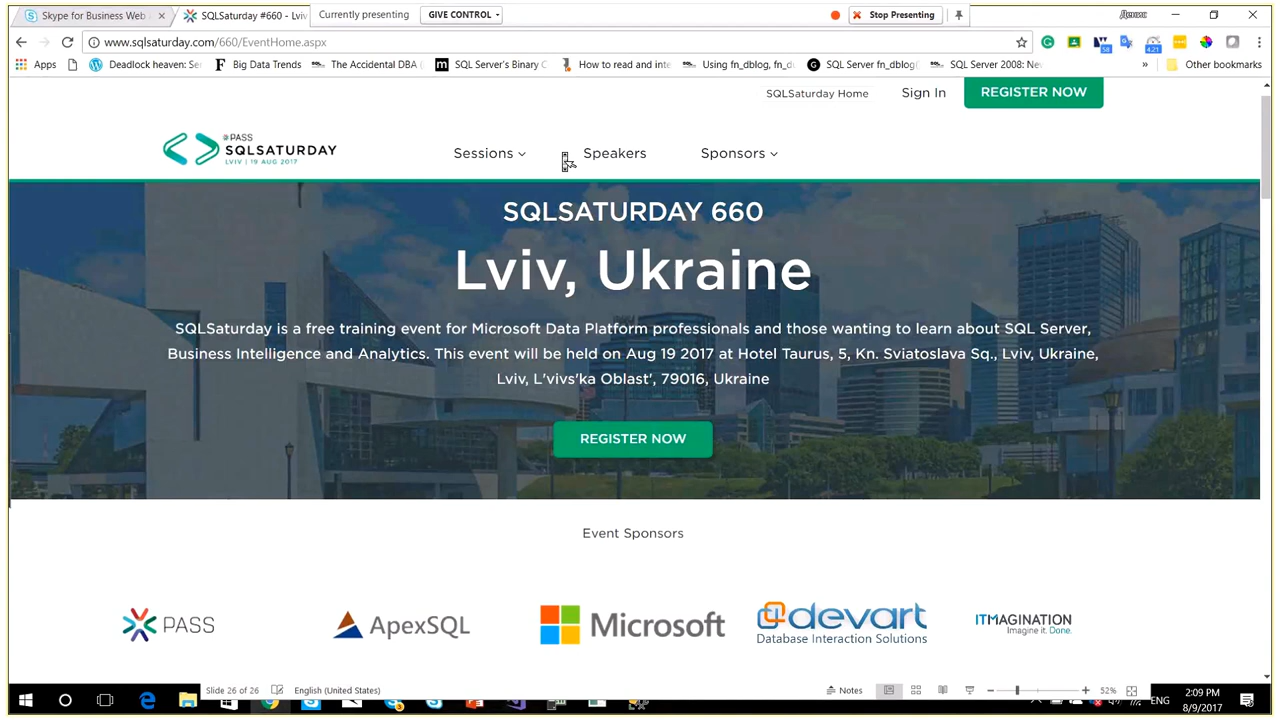 Skype for Business Web
SQLSaturday #660 - Lviv
Currently presenting
GIVE CONTROL
Stop Presenting
Денис
www.sqlsaturday.com/660/EventHome.aspx
58
4.21
Apps
Deadlock heaven: Se
Big Data Trends
The Accidental DBA (
SQL Server's Binary C
How to read and inte
Using fn_dblog, fn_du
SQL Server fn_dblog(
SQL Server 2008: Ne
»
Other bookmarks
SQLSaturday Home
Sign In
REGISTER NOW
@PASS
SQLSATURDAY
LVIV | 19 AUG 2017
Sessions
Speakers
Sponsors
SQLSATURDAY 660
Lviv, Ukraine
SQLSaturday is a free training event for Microsoft Data Platform professionals and those wanting to learn about SQL Server,
Business Intelligence and Analytics. This event will be held on Aug 19 2017 at Hotel Taurus, 5, Kn. Sviatoslava Sq., Lviv, Ukraine,
Lviv, L'vivs'ka Oblast', 79016, Ukraine
REGISTER NOW
Event Sponsors
PASS
ApexSQL
Microsoft
devart
Database Interaction Solutions
ITMAGINATION
Imagine it. Done.
Slide 26 of 26
English (United States)
Notes
52%
ENG
2:09 PM
8/9/2017